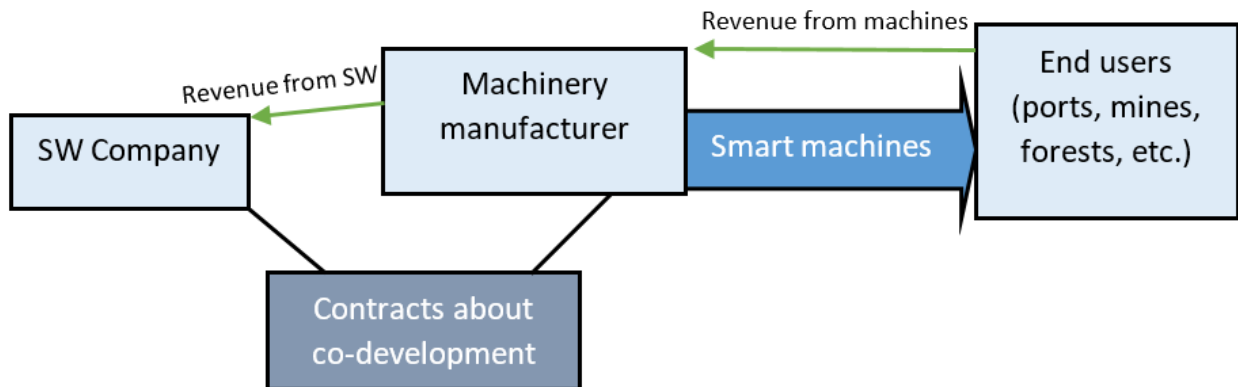 Revenue from machines
Revenue from SW
SW Company
Machinery
manufacturer
Smart machines
End users
(ports, mines,
forests, etc.)
Contracts about
co-development